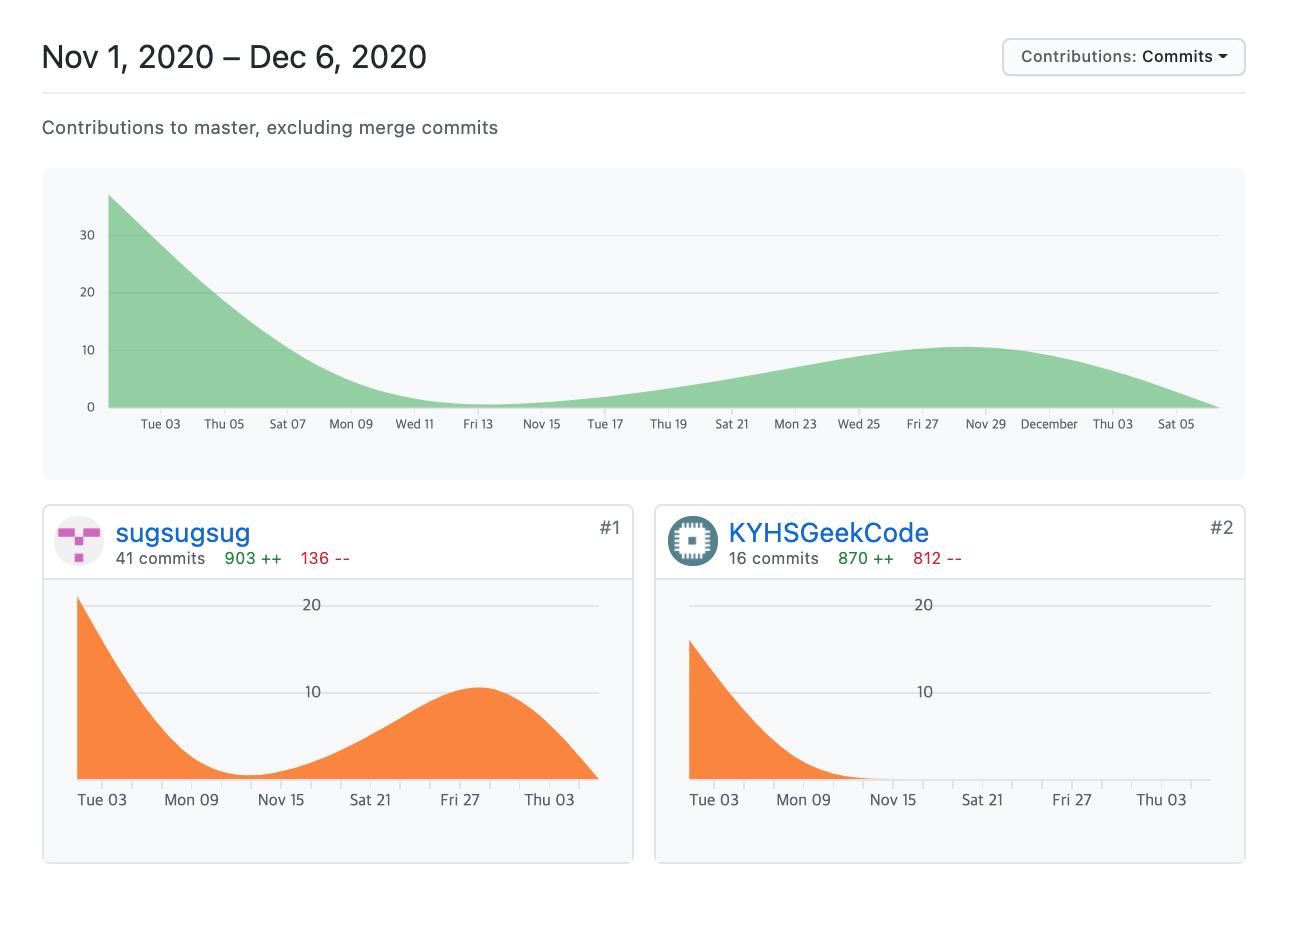 Nov 1, 2020 – Dec 6, 2020
Contributions: Commits
Contributions to master, excluding merge commits
30
20
10
0
Tue 03 Thu 05 Sat 07 Mon 09 Wed 11 Fri 13 Nov 15 Tue 17 Thu 19 Sat 21 Mon 23 Wed 25 Fri 27 Nov 29 December Thu 03 Sat 05
sugsugsug #1
41 commits 903 ++ 136 --
20
10
Tue 03 Mon 09 Nov 15 Sat 21 Fri 27 Thu 03
KYHSGeekCode #2
16 commits 870 ++ 812 --
20
10
Tue 03 Mon 09 Nov 15 Sat 21 Fri 27 Thu 03